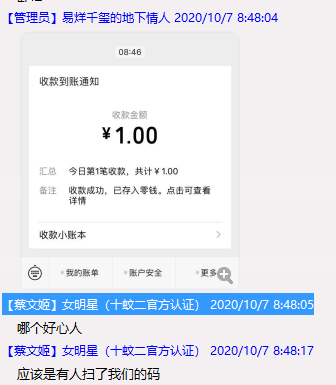 【管理员】易烊千玺的地下情人 2020/10/7 8:48:04
08:46
收款到账通知
收款金额
¥1.00
汇总 今日第1笔收款，共计￥1.00
备注 收款成功，已存入零钱。点击可查看
详情
收款小账本
我的账单 账户安全 更多
【蔡文姬】女明星（十蚊二官方认证） 2020/10/7 8:48:05
哪个好心人
【蔡文姬】女明星（十蚊二官方认证） 2020/10/7 8:48:17
应该是有人扫了我们的码